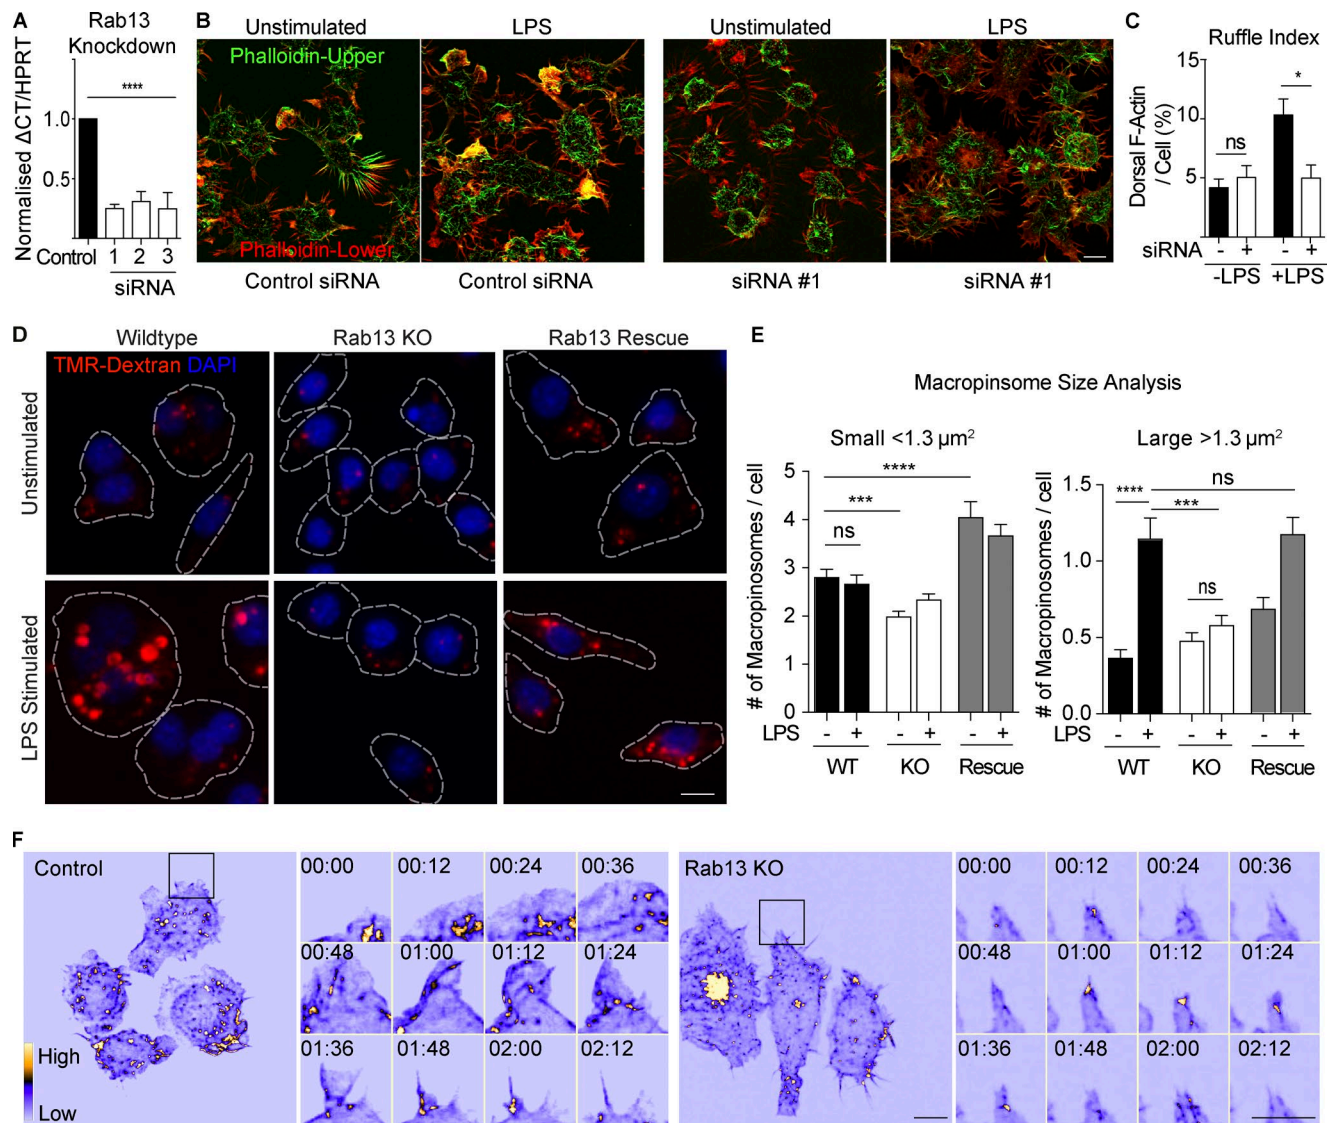 A
Rab13
Knockdown
Normalised ΔCT/HPRT
1.0
0.5
****
Control
1 2 3
siRNA
B
Unstimulated
LPS
Unstimulated
LPS
Phalloidin-Upper
Phalloidin-Lower
Control siRNA
Control siRNA
siRNA #1
siRNA #1
C
Ruffle Index
Dorsal F-Actin
/ Cell (%)
15
10
5
0
ns
*
siRNA - + - +
-LPS +LPS
D
Wildtype
Rab13 KO
Rab13 Rescue
TMR-Dextran DAPI
Unstimulated
LPS Stimulated
E
Macropinsome Size Analysis
Small <1.3 µm²
# of Macropinosomes / cell
5
4
3
2
1
0
****
***
ns
LPS - + - + - +
WT KO Rescue
Large >1.3 µm²
# of Macropinosomes / cell
1.5
1.0
0.5
0.0
ns
****
***
ns
LPS - + - + - +
WT KO Rescue
F
Control
High
Low
00:00 00:12 00:24 00:36
00:48 01:00 01:12 01:24
01:36 01:48 02:00 02:12
Rab13 KO
00:00 00:12 00:24 00:36
00:48 01:00 01:12 01:24
01:36 01:48 02:00 02:12